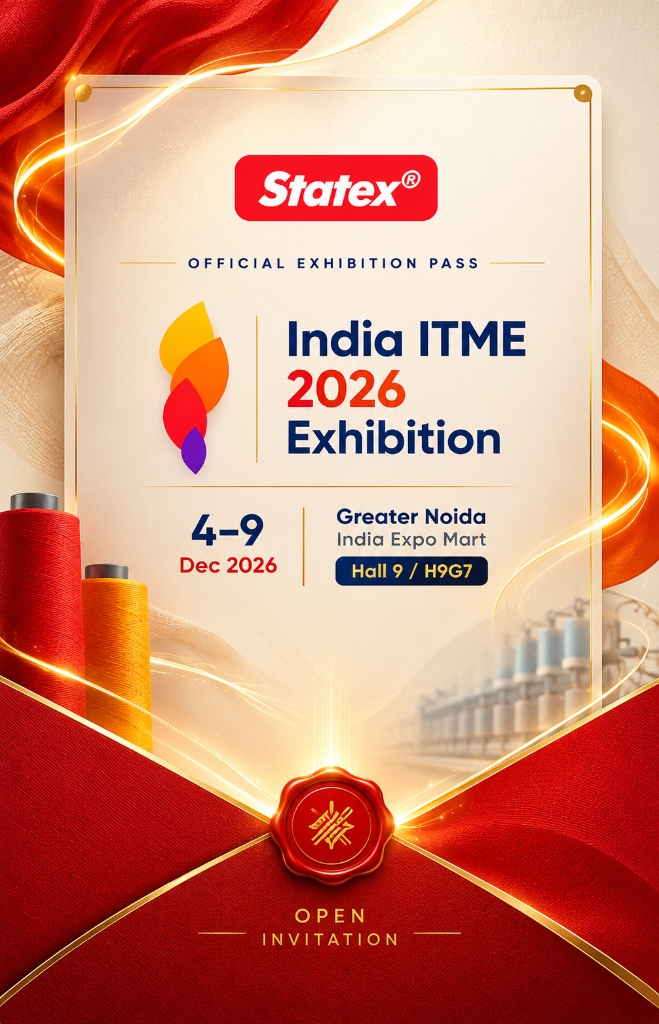 Statex®
OFFICIAL EXHIBITION PASS
India ITME
2026
Exhibition
4–9
Dec 2026
Greater Noida
India Expo Mart
Hall 9 / H9G7
OPEN
INVITATION